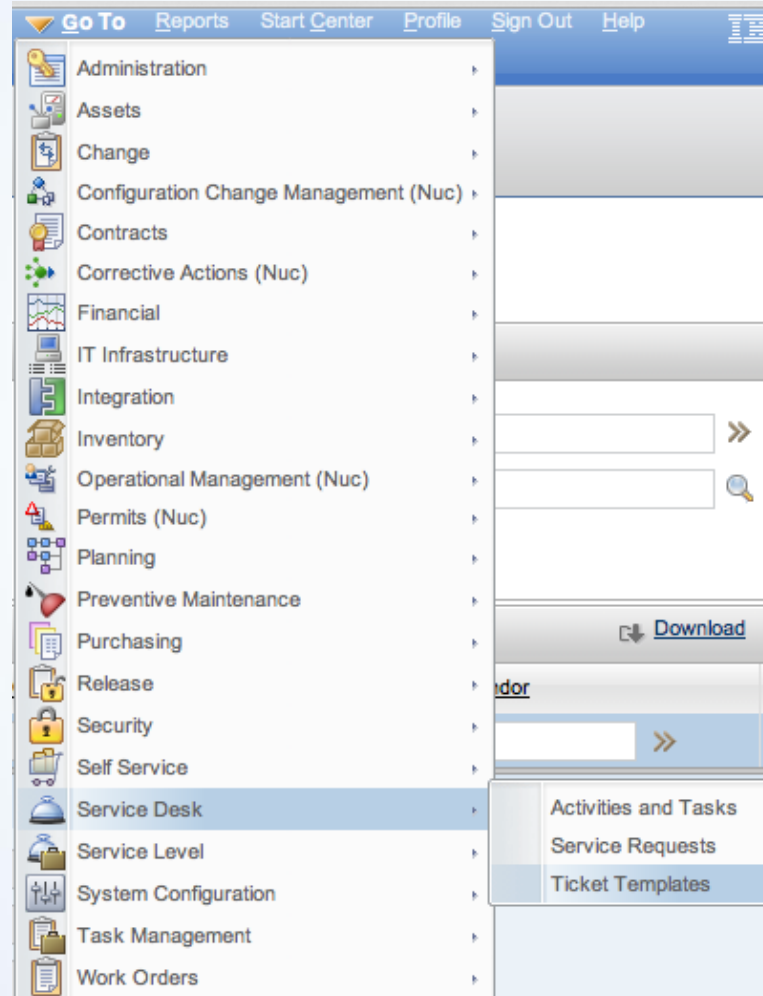 Go To Reports Start Center Profile Sign Out Help
Administration
Assets
Change
Configuration Change Management (Nuc)
Contracts
Corrective Actions (Nuc)
Financial
IT Infrastructure
Integration
Inventory
Operational Management (Nuc)
Permits (Nuc)
Planning
Preventive Maintenance
Purchasing
Download
Release
Security
Self Service
Service Desk
Activities and Tasks
Service Requests
Ticket Templates
Service Level
System Configuration
Task Management
Work Orders